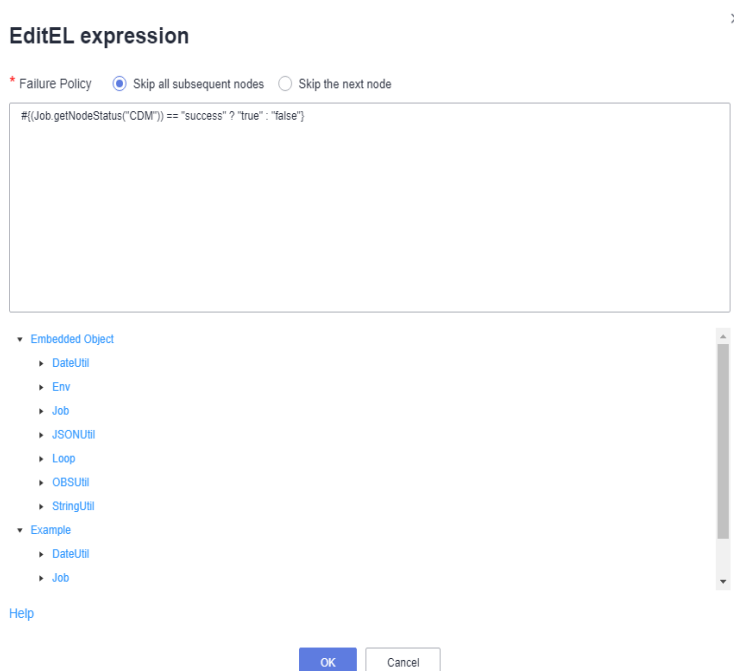 EditEL expression
* Failure Policy Skip all subsequent nodes Skip the next node
#{(Job.getNodeStatus("CDM")) == "success" ? "true" : "false"}
Embedded Object
DateUtil
Env
Job
JSONUtil
Loop
OBSUtil
StringUtil
Example
DateUtil
Job
Help
OK Cancel